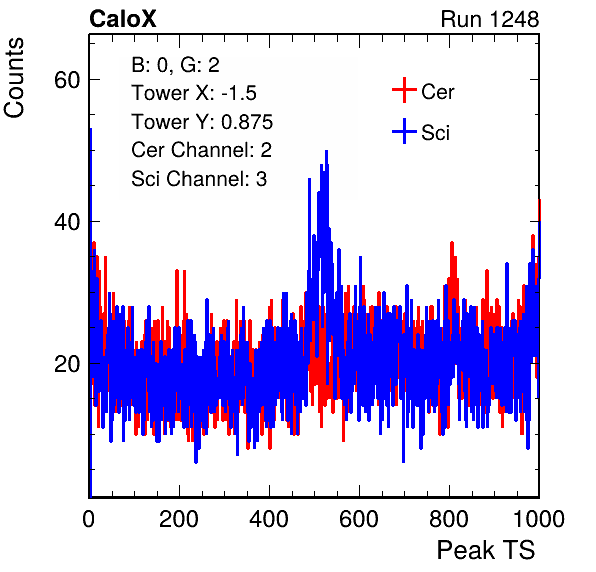 CaloX Run 1248
Counts
B: 0, G: 2
Tower X: -1.5
Tower Y: 0.875
Cer Channel: 2
Sci Channel: 3
Cer
Sci
60
40
20
0 200 400 600 800 1000
Peak TS